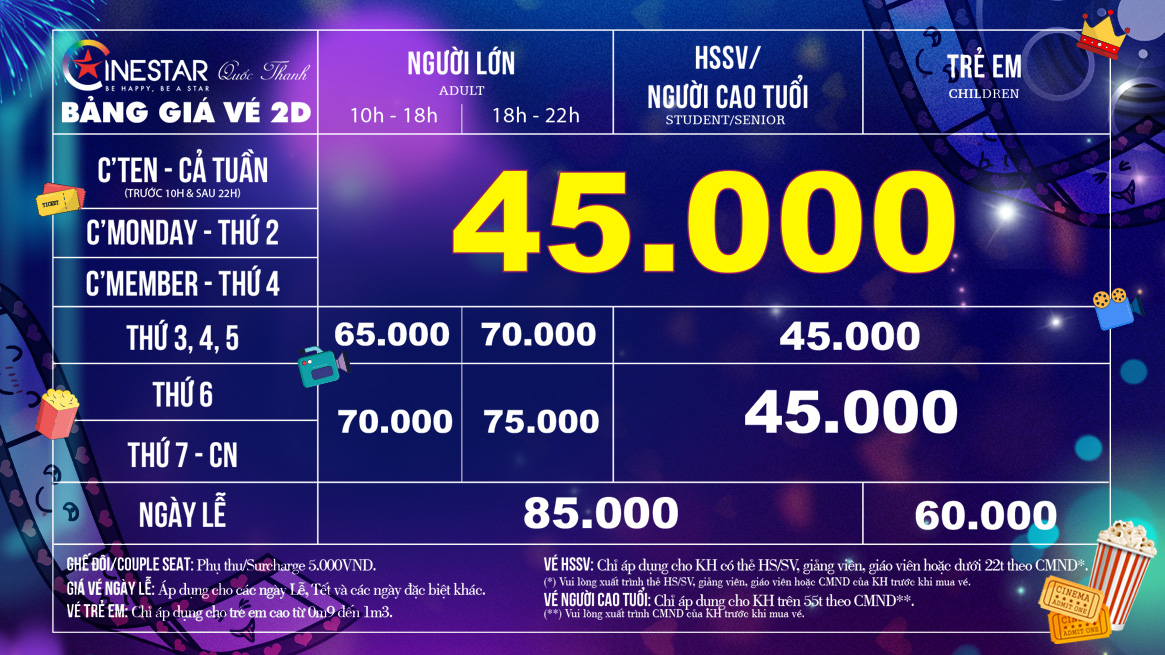 CINESTAR Quốc Thanh
BE HAPPY, BE A STAR
BẢNG GIÁ VÉ 2D
NGƯỜI LỚN
ADULT
10h - 18h 18h - 22h
HSSV/
NGƯỜI CAO TUỔI
STUDENT/SENIOR
TRẺ EM
CHILDREN
C'TEN - CẢ TUẦN
(TRƯỚC 10H & SAU 22H)
C'MONDAY - THỨ 2
C'MEMBER - THỨ 4
45.000
THỨ 3, 4, 5 65.000 70.000 45.000
THỨ 6
THỨ 7 - CN
70.000 75.000 45.000
NGÀY LỄ 85.000 60.000
GHẾ ĐÔI/COUPLE SEAT: Phụ thu/Surcharge 5.000VND.
GIÁ VÉ NGÀY LỄ: Áp dụng cho các ngày Lễ, Tết và các ngày đặc biệt khác.
VÉ TRẺ EM: Chỉ áp dụng cho trẻ em cao từ 0m9 đến 1m3.
VÉ HSSV: Chỉ áp dụng cho KH có thẻ HS/SV, giảng viên, giáo viên hoặc dưới 22t theo CMND*.
(*) Vui lòng xuất trình thẻ HS/SV, giảng viên, giáo viên hoặc CMND của KH trước khi mua vé.
VÉ NGƯỜI CAO TUỔI: Chỉ áp dụng cho KH trên 55t theo CMND**.
(**) Vui lòng xuất trình CMND của KH trước khi mua vé.
TICKET
CINEMA
ADMIT ONE
ADMIT ONE